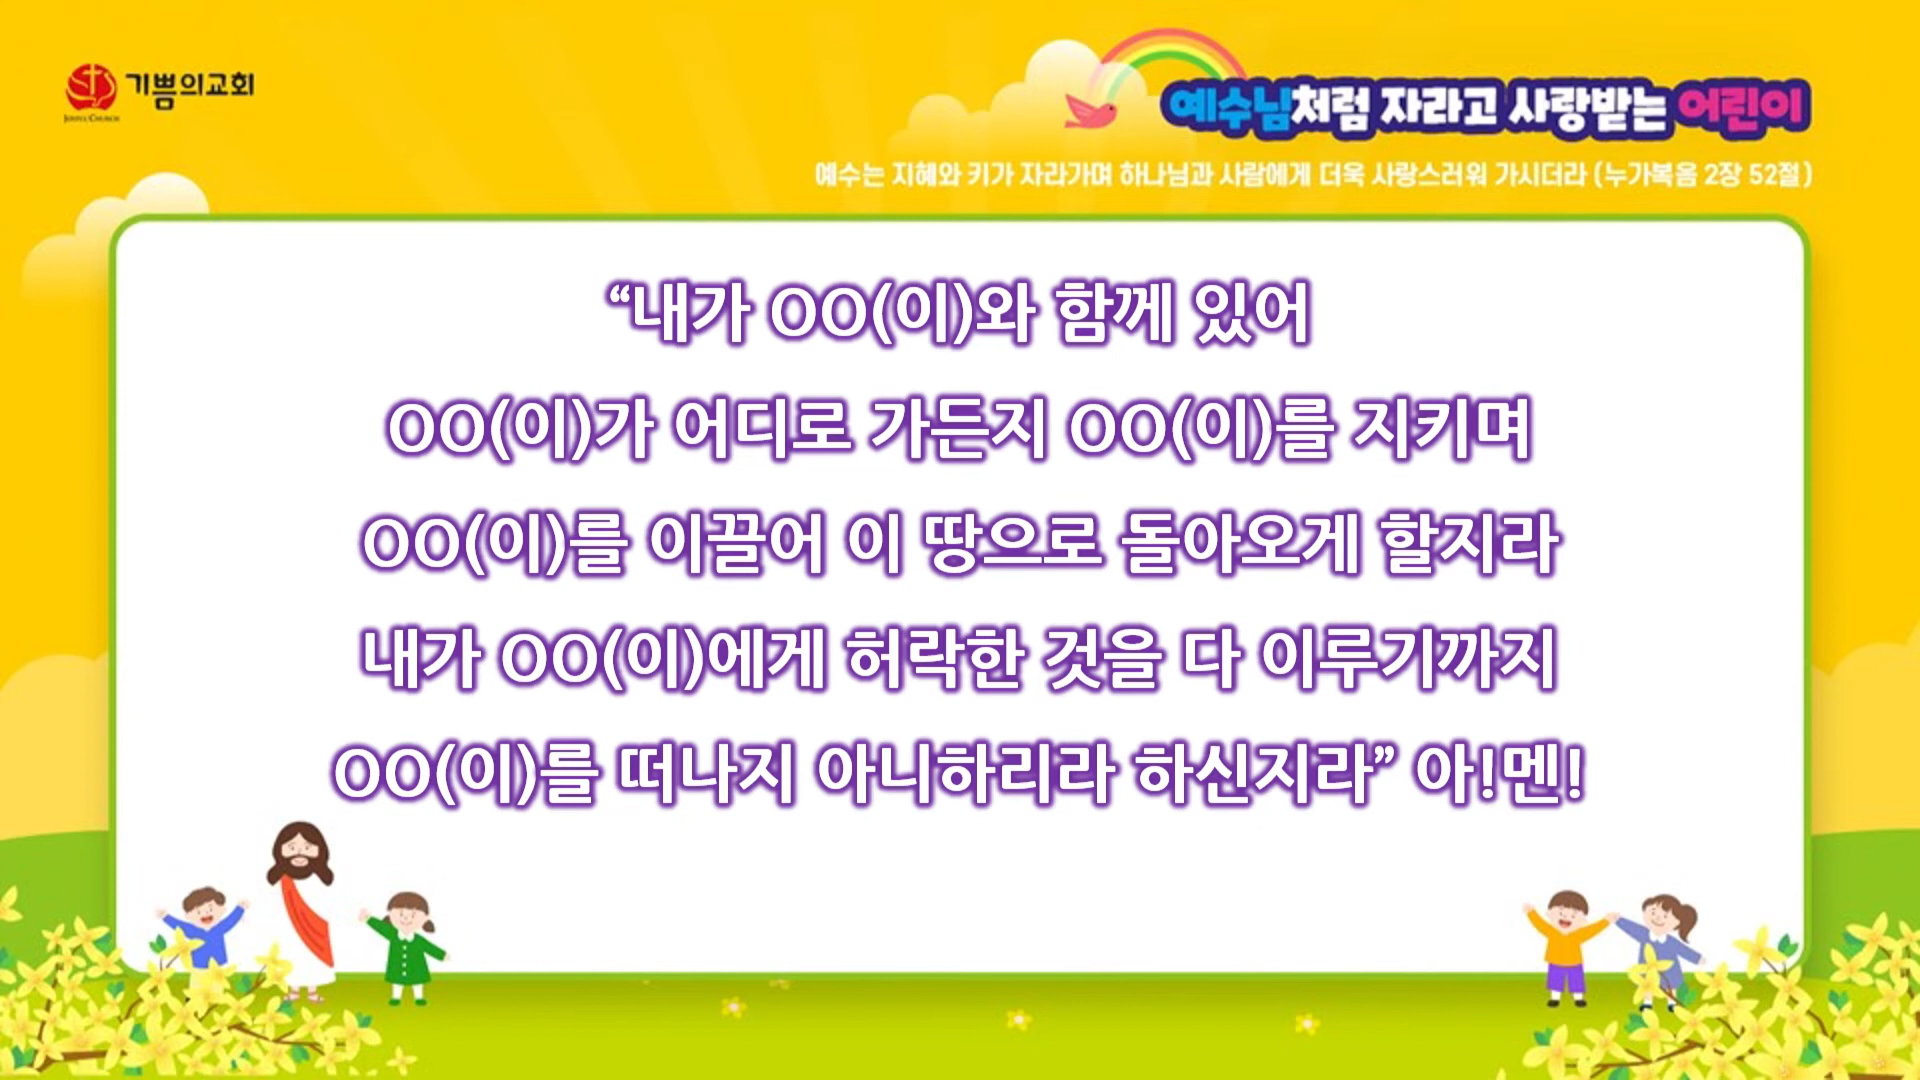 기쁨의교회
JOYFUL CHURCH
예수님처럼 자라고 사랑받는 어린이
예수는 지혜와 키가 자라가며 하나님과 사람에게 더욱 사랑스러워 가시더라 (누가복음 2장 52절)
“내가 OO(이)와 함께 있어
OO(이)가 어디로 가든지 OO(이)를 지키며
OO(이)를 이끌어 이 땅으로 돌아오게 할지라
내가 OO(이)에게 허락한 것을 다 이루기까지
OO(이)를 떠나지 아니하리라 하신지라” 아!멘!